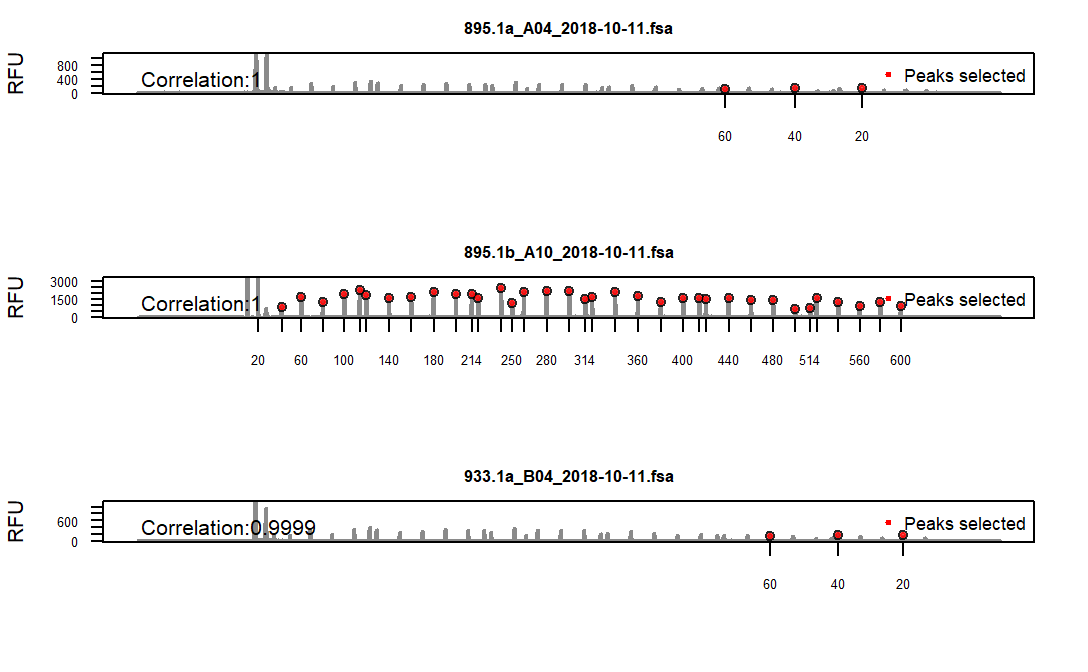 895.1a_A04_2018-10-11.fsa
RFU
800
400
0
Correlation:1
Peaks selected
60 40 20
895.1b_A10_2018-10-11.fsa
RFU
3000
1500
0
Correlation:1
Peaks selected
20 60 100 140 180 214 250 280 314 360 400 440 480 514 560 600
933.1a_B04_2018-10-11.fsa
RFU
600
0
Correlation:0.9999
Peaks selected
60 40 20